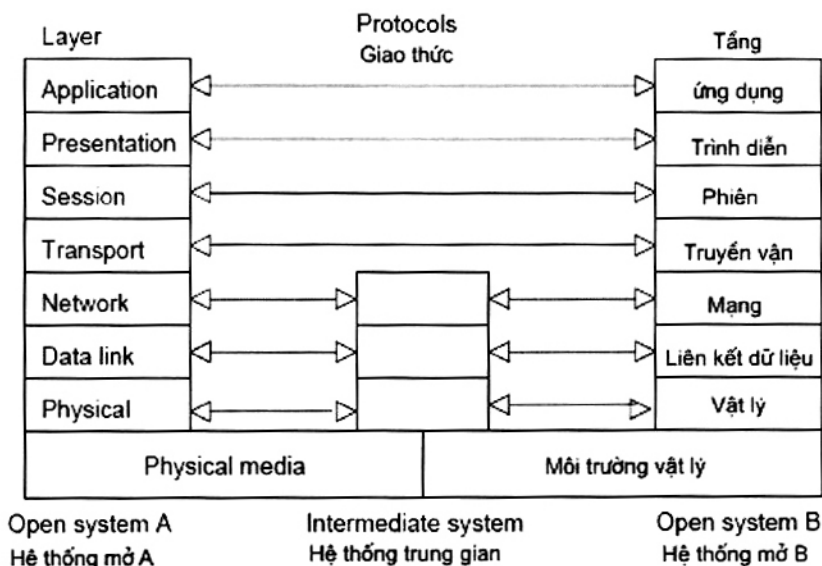 Layer
Protocols
Giao thức
Tầng
Application
ứng dụng
Presentation
Trình diễn
Session
Phiên
Transport
Truyền vận
Network
Mạng
Data link
Liên kết dữ liệu
Physical
Vật lý
Physical media
Môi trường vật lý
Open system A
Intermediate system
Open system B
Hệ thống mở A
Hệ thống trung gian
Hệ thống mở B